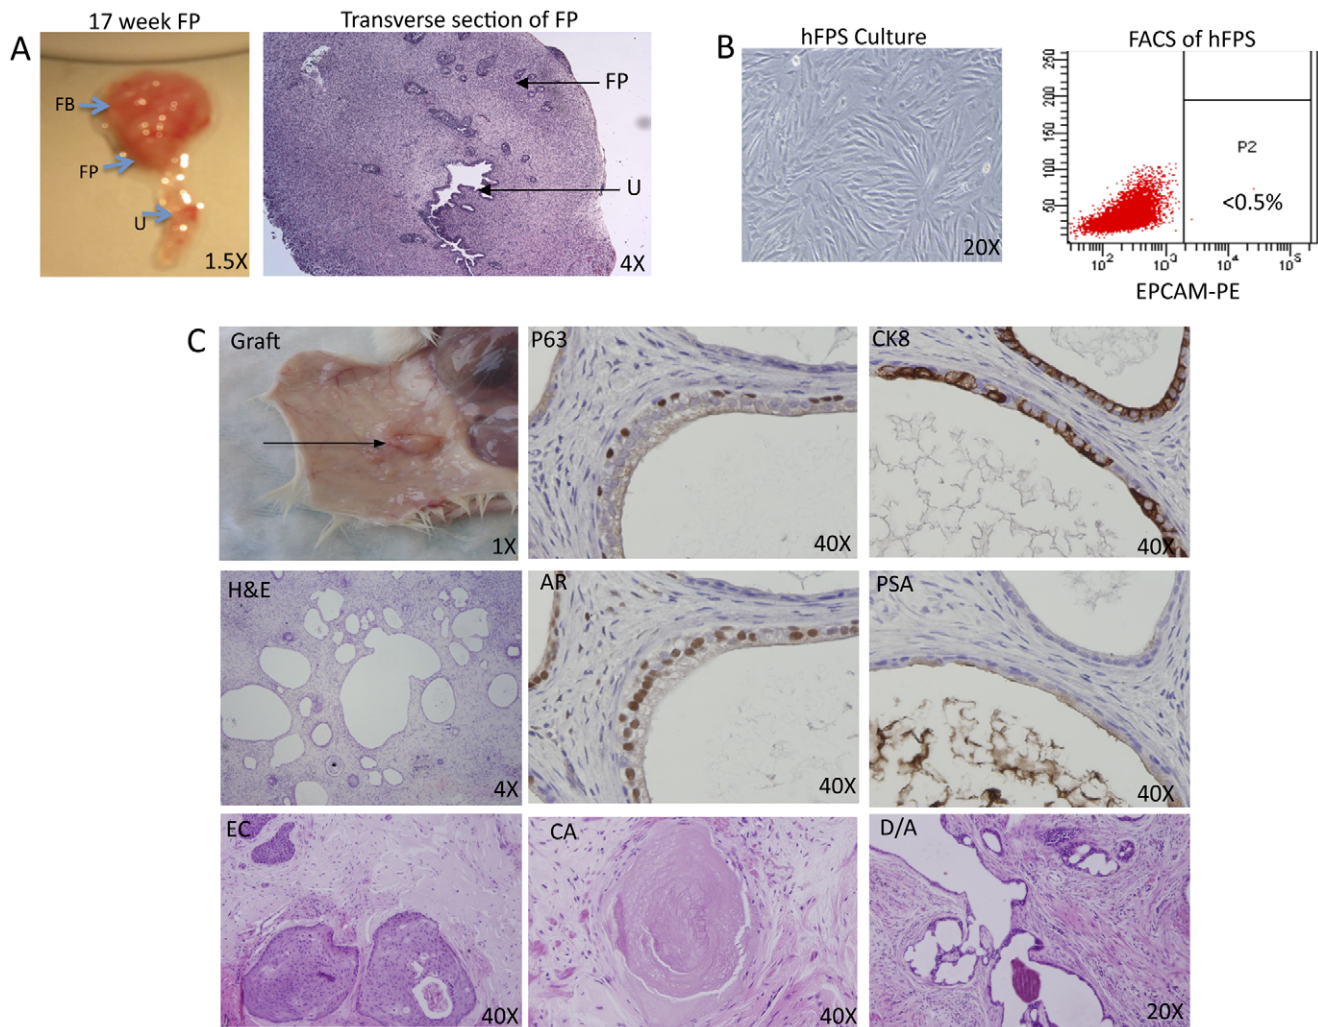 A
17 week FP
FB
FP
U
1.5X
Transverse section of FP
FP
U
4X
B
hFPS Culture
20X
FACS of hFPS
250
200
150
100
50
P2
<0.5%
10² 10³ 10⁴ 10⁵
EPCAM-PE
C
Graft
1X
P63
40X
CK8
40X
H&E
4X
AR
40X
PSA
40X
EC
40X
CA
40X
D/A
20X